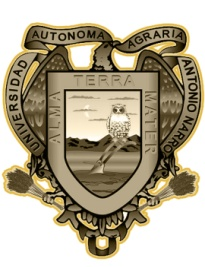 UNIVERSIDAD AUTONOMA AGRARIA ANTONIO NARRO
ALMA TERRA MATER